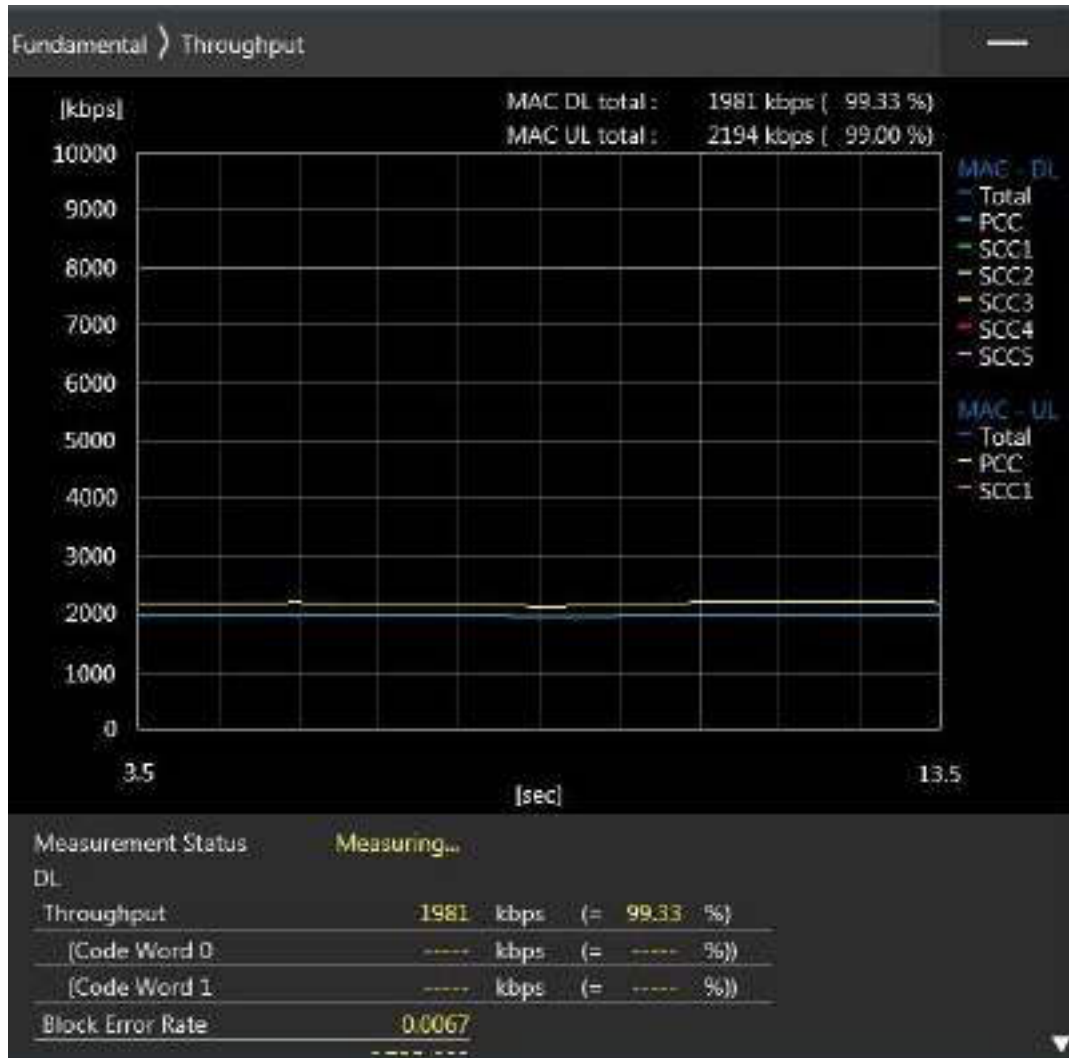 Fundamental ⟩ Throughput
[kbps]
MAC DL total : 1981 kbps ( 99.33 %)
MAC UL total : 2194 kbps ( 99.00 %)
10000
9000
8000
7000
6000
5000
4000
3000
2000
1000
0
3.5
13.5
[sec]
MAC - DL
Total
PCC
SCC1
SCC2
SCC3
SCC4
SCC5
MAC - UL
Total
PCC
SCC1
Measurement Status Measuring...
DL
Throughput 1981 kbps (= 99.33 %)
(Code Word 0 ----- kbps (= ----- %))
(Code Word 1 ----- kbps (= ----- %))
Block Error Rate 0.0067